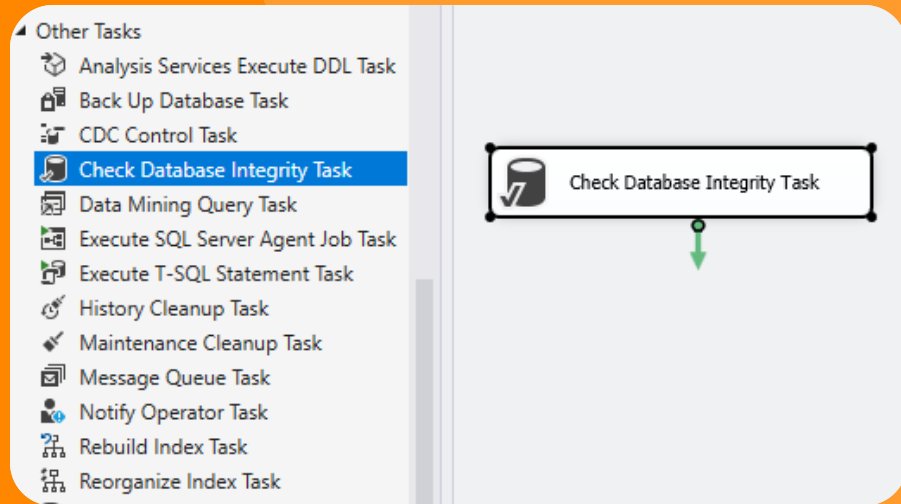 Other Tasks
Analysis Services Execute DDL Task
Back Up Database Task
CDC Control Task
Check Database Integrity Task
Data Mining Query Task
Execute SQL Server Agent Job Task
Execute T-SQL Statement Task
History Cleanup Task
Maintenance Cleanup Task
Message Queue Task
Notify Operator Task
Rebuild Index Task
Reorganize Index Task
Check Database Integrity Task